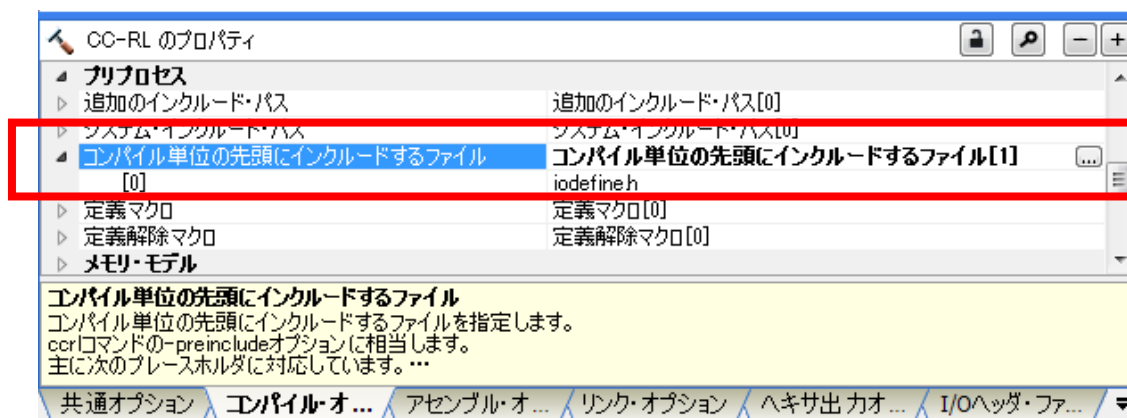 CC-RL のプロパティ
プリプロセス
追加のインクルード・パス 追加のインクルード・パス[0]
システム・インクルード・パス システム・インクルード・パス[0]
コンパイル単位の先頭にインクルードするファイル コンパイル単位の先頭にインクルードするファイル[1] ...
[0] iodefine.h
定義マクロ 定義マクロ[0]
定義解除マクロ 定義解除マクロ[0]
メモリ・モデル
コンパイル単位の先頭にインクルードするファイル
コンパイル単位の先頭にインクルードするファイルを指定します。
ccrlコマンドの-preincludeオプションに相当します。
主に次のプレースホルダに対応しています。…
共通オプション コンパイル・オ... アセンブル・オ... リンク・オプション ヘキサ出力オ... I/Oヘッダ・ファ...